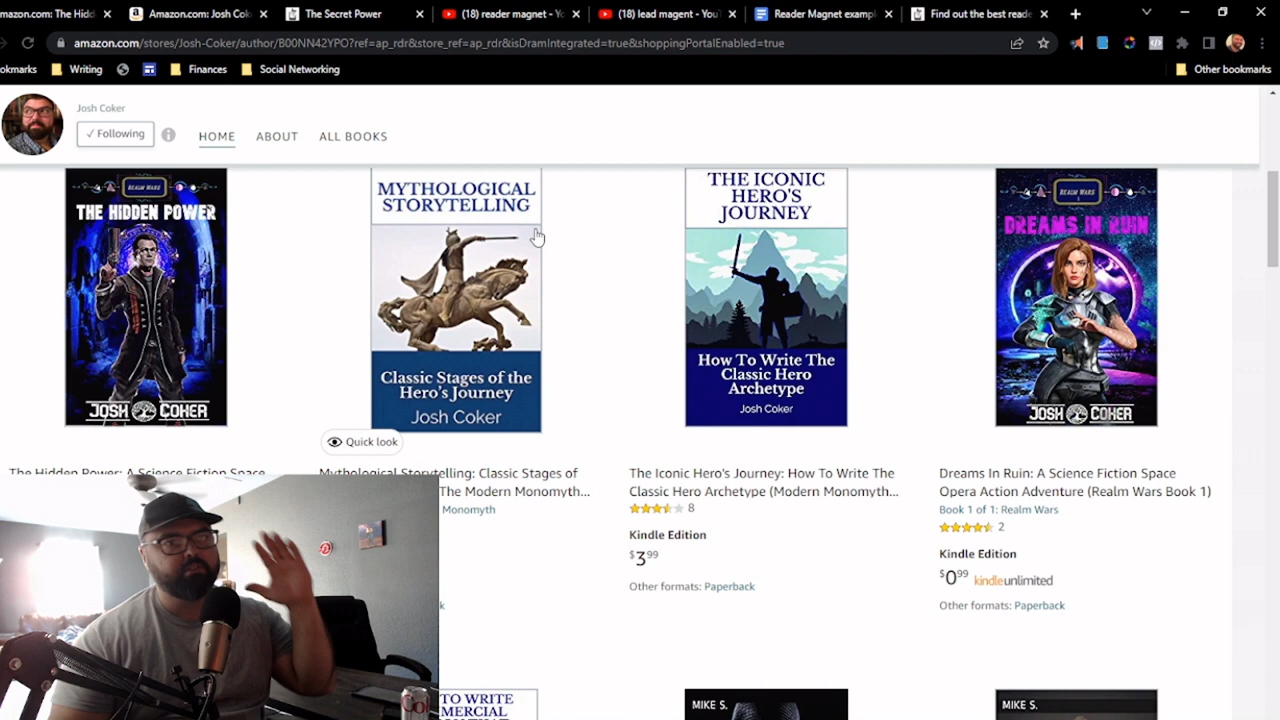 mazon.com: The Hidd
Amazon.com: Josh Cok
The Secret Power
(18) reader magnet - Yo
(18) lead magent - YouT
Reader Magnet exampl
Find out the best reade
amazon.com/stores/Josh-Coker/author/B00NN42YPO?ref=ap_rdr&store_ref=ap_rdr&isDramIntegrated=true&shoppingPortalEnabled=true
okmarks
Writing
Finances
Social Networking
Other bookmarks
Josh Coker
✓ Following
HOME
ABOUT
ALL BOOKS
REALM WARS
THE HIDDEN POWER
JOSH COKER
MYTHOLOGICAL
STORYTELLING
Classic Stages of the
Hero's Journey
Josh Coker
THE ICONIC
HERO'S
JOURNEY
How To Write The
Classic Hero
Archetype
Josh Coker
REALM WARS
DREAMS IN RUIN
JOSH COKER
Quick look
The Hidden Power: A Science Fiction Space
Mythological Storytelling: Classic Stages of
The Modern Monomyth...
Monomyth
The Iconic Hero's Journey: How To Write The
Classic Hero Archetype (Modern Monomyth...
8
Kindle Edition
$3.99
Other formats: Paperback
Dreams In Ruin: A Science Fiction Space
Opera Action Adventure (Realm Wars Book 1)
Book 1 of 1: Realm Wars
2
Kindle Edition
$0.99 kindleunlimited
Other formats: Paperback
TO WRITE
MERCIAL
MIKE S.
MIKE S.